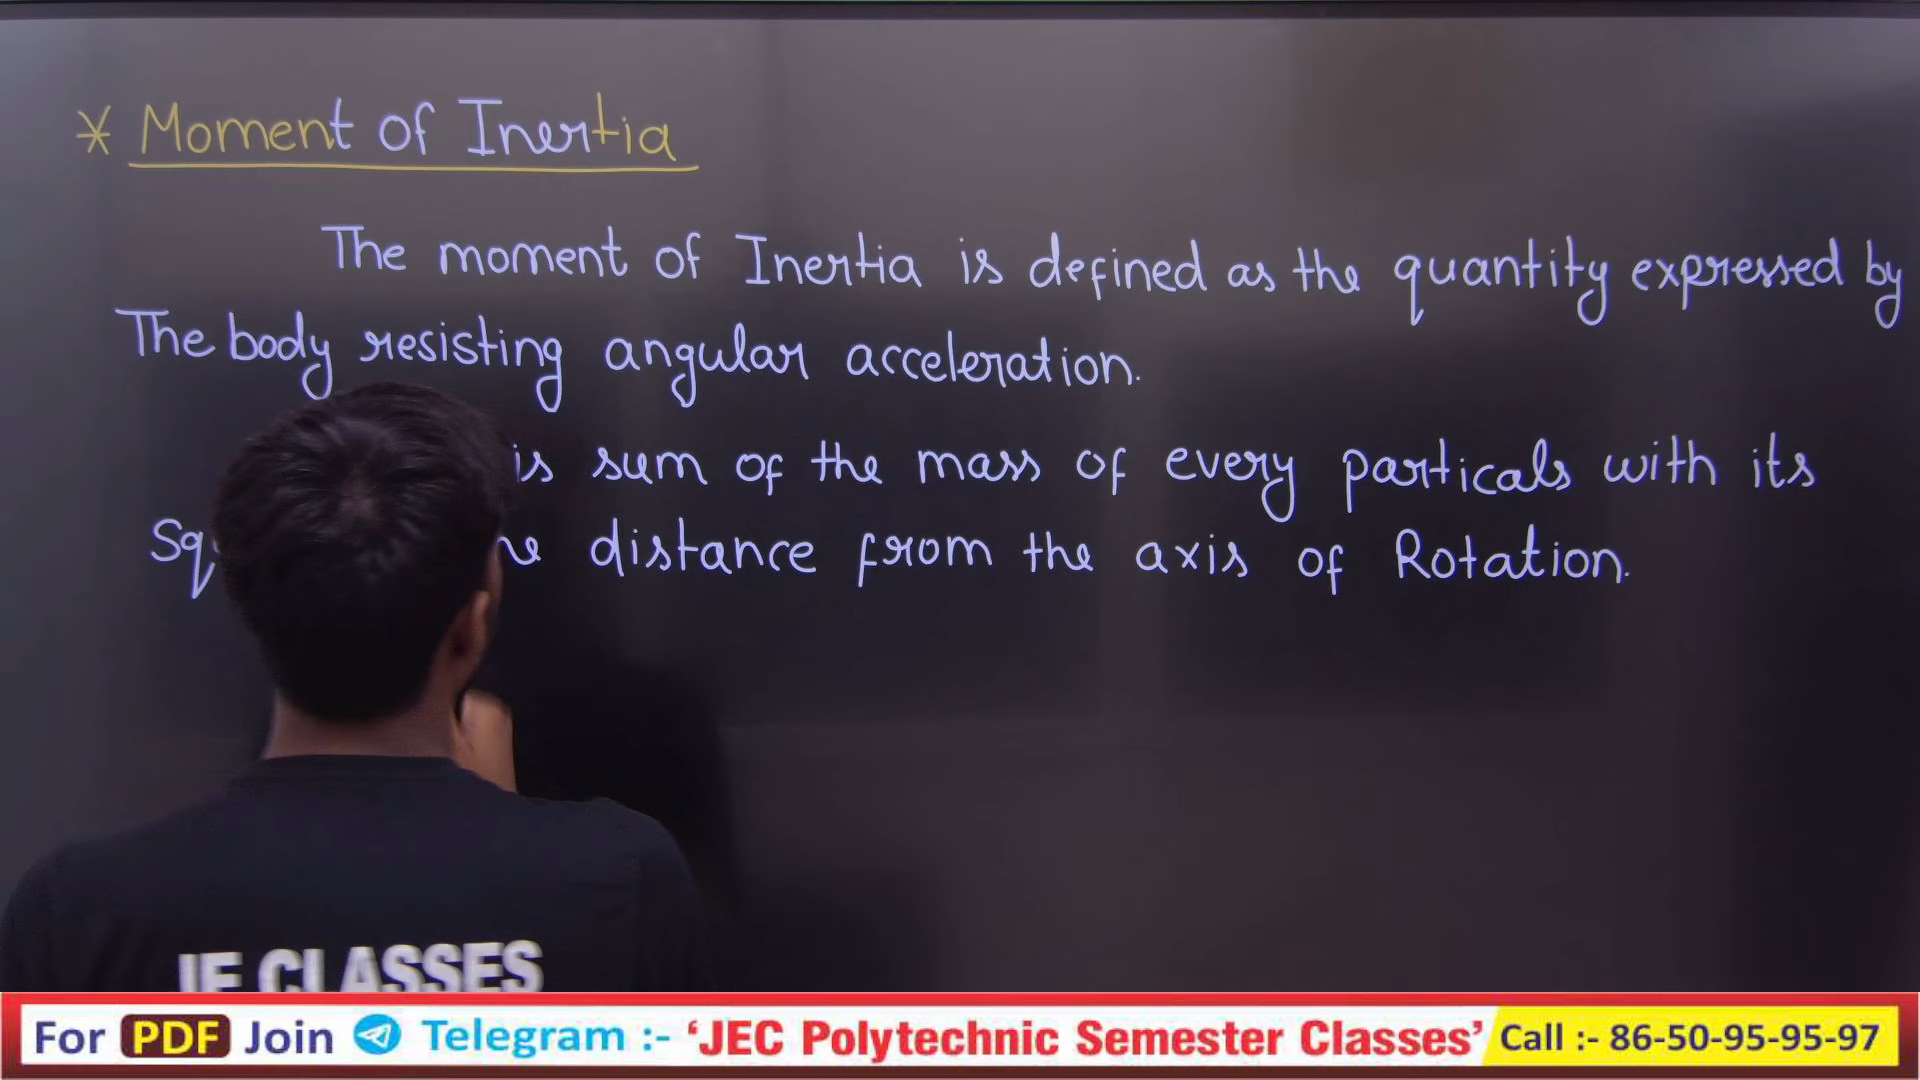 * Moment of Inertia
The moment of Inertia is defined as the quantity expressed by
The body resisting angular acceleration.
is sum of the mass of every particals with its
distance from the axis of Rotation.
JE CLASSES
For PDF Join Telegram :- 'JEC Polytechnic Semester Classes' Call :- 86-50-95-95-97